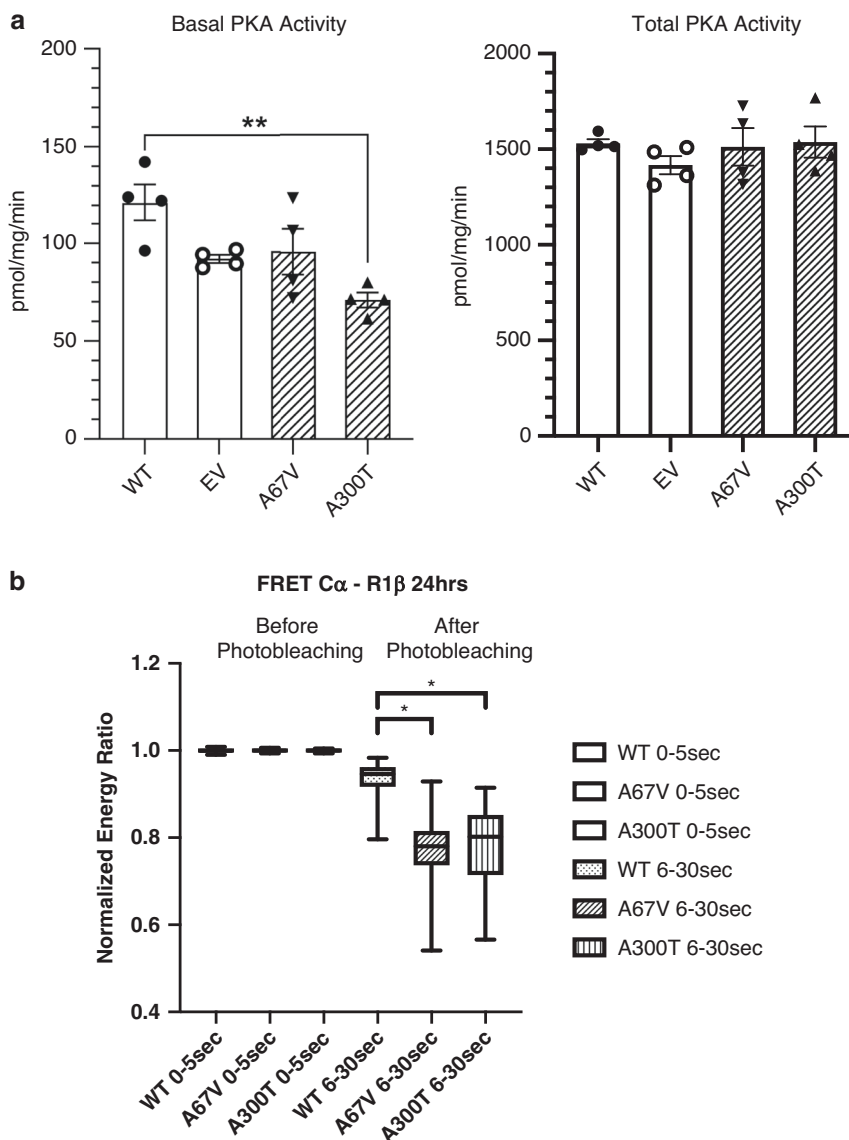 a
Basal PKA Activity
200
150
100
50
0
pmol/mg/min
**
WT
EV
A67V
A300T
Total PKA Activity
2000
1500
1000
500
0
pmol/mg/min
WT
EV
A67V
A300T
b
FRET Cα - R1β 24hrs
Before
Photobleaching
After
Photobleaching
1.2
1.0
0.8
0.6
0.4
Normalized Energy Ratio
*
*
WT 0-5sec
A67V 0-5sec
A300T 0-5sec
WT 6-30sec
A67V 6-30sec
A300T 6-30sec
WT 0-5sec
A67V 0-5sec
A300T 0-5sec
WT 6-30sec
A67V 6-30sec
A300T 6-30sec